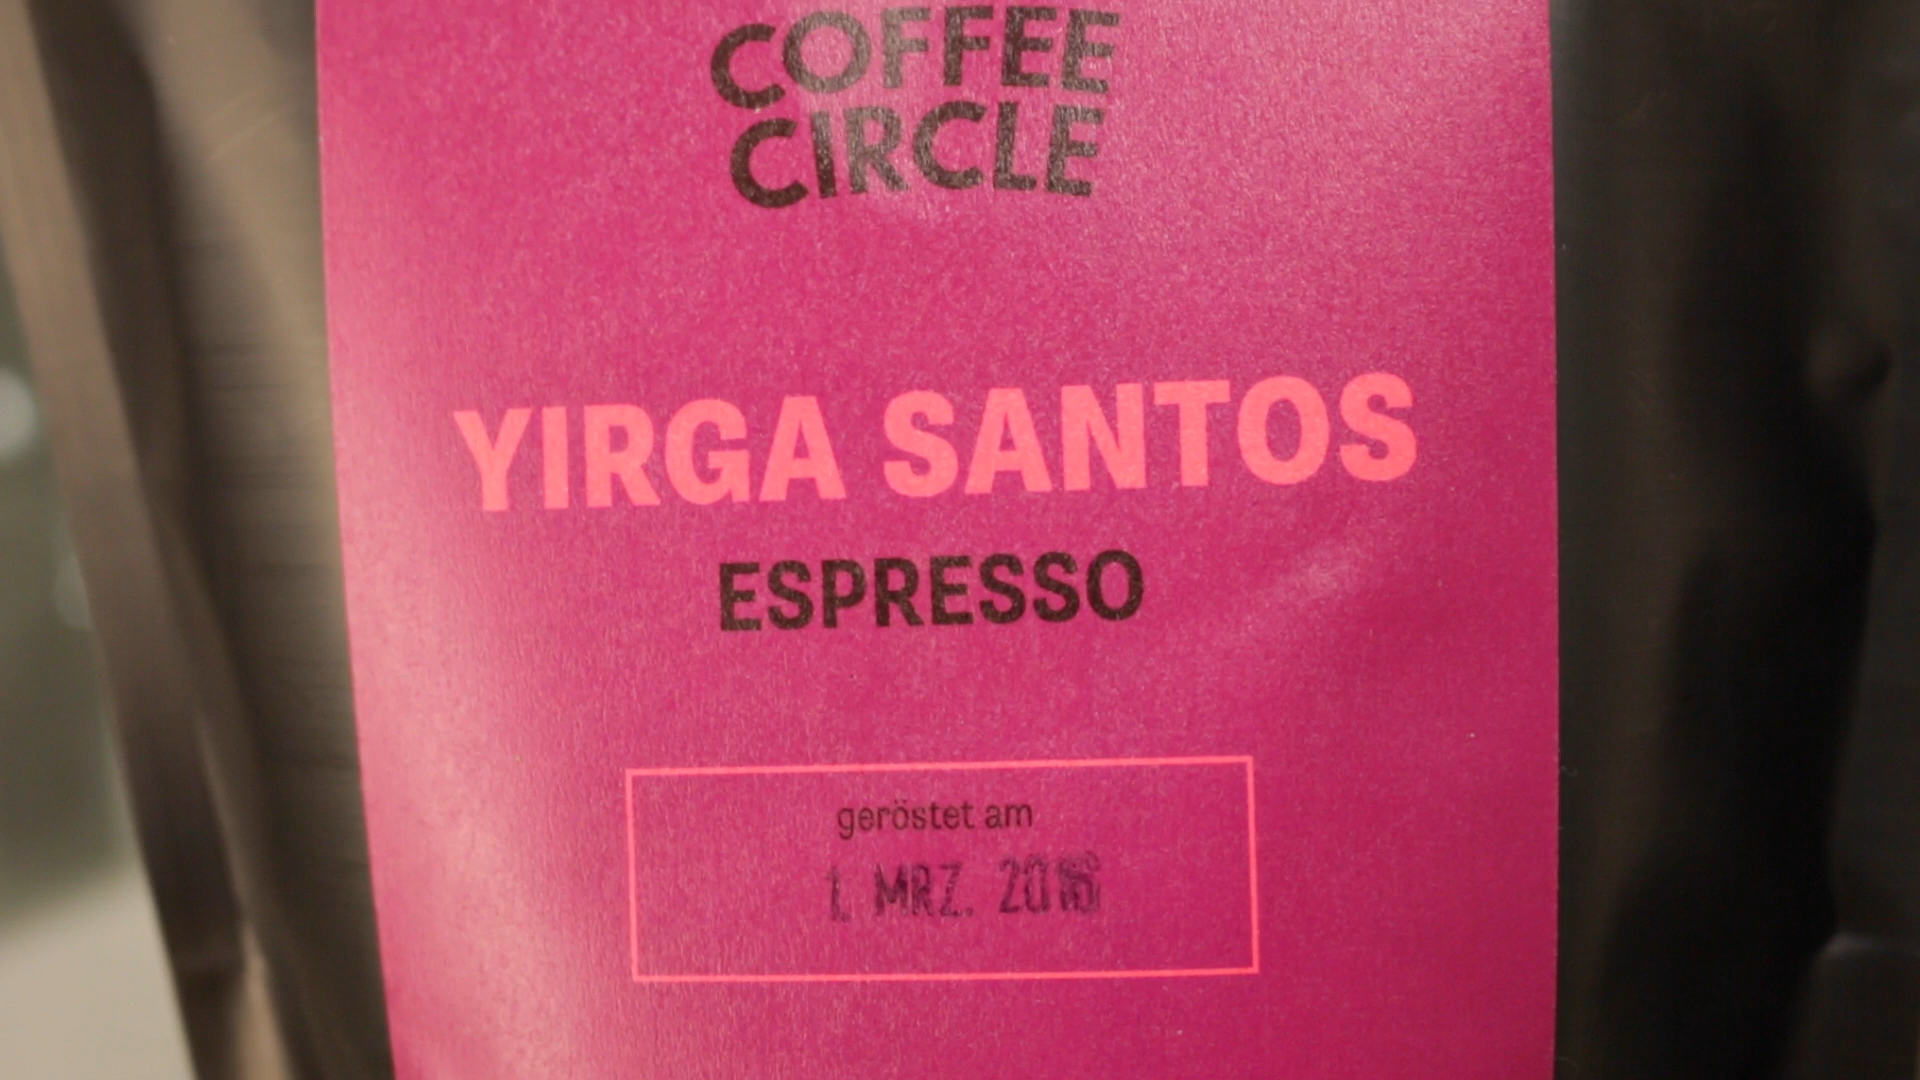 COFFEE
CIRCLE
YIRGA SANTOS
ESPRESSO
geröstet am
1. MRZ. 2016